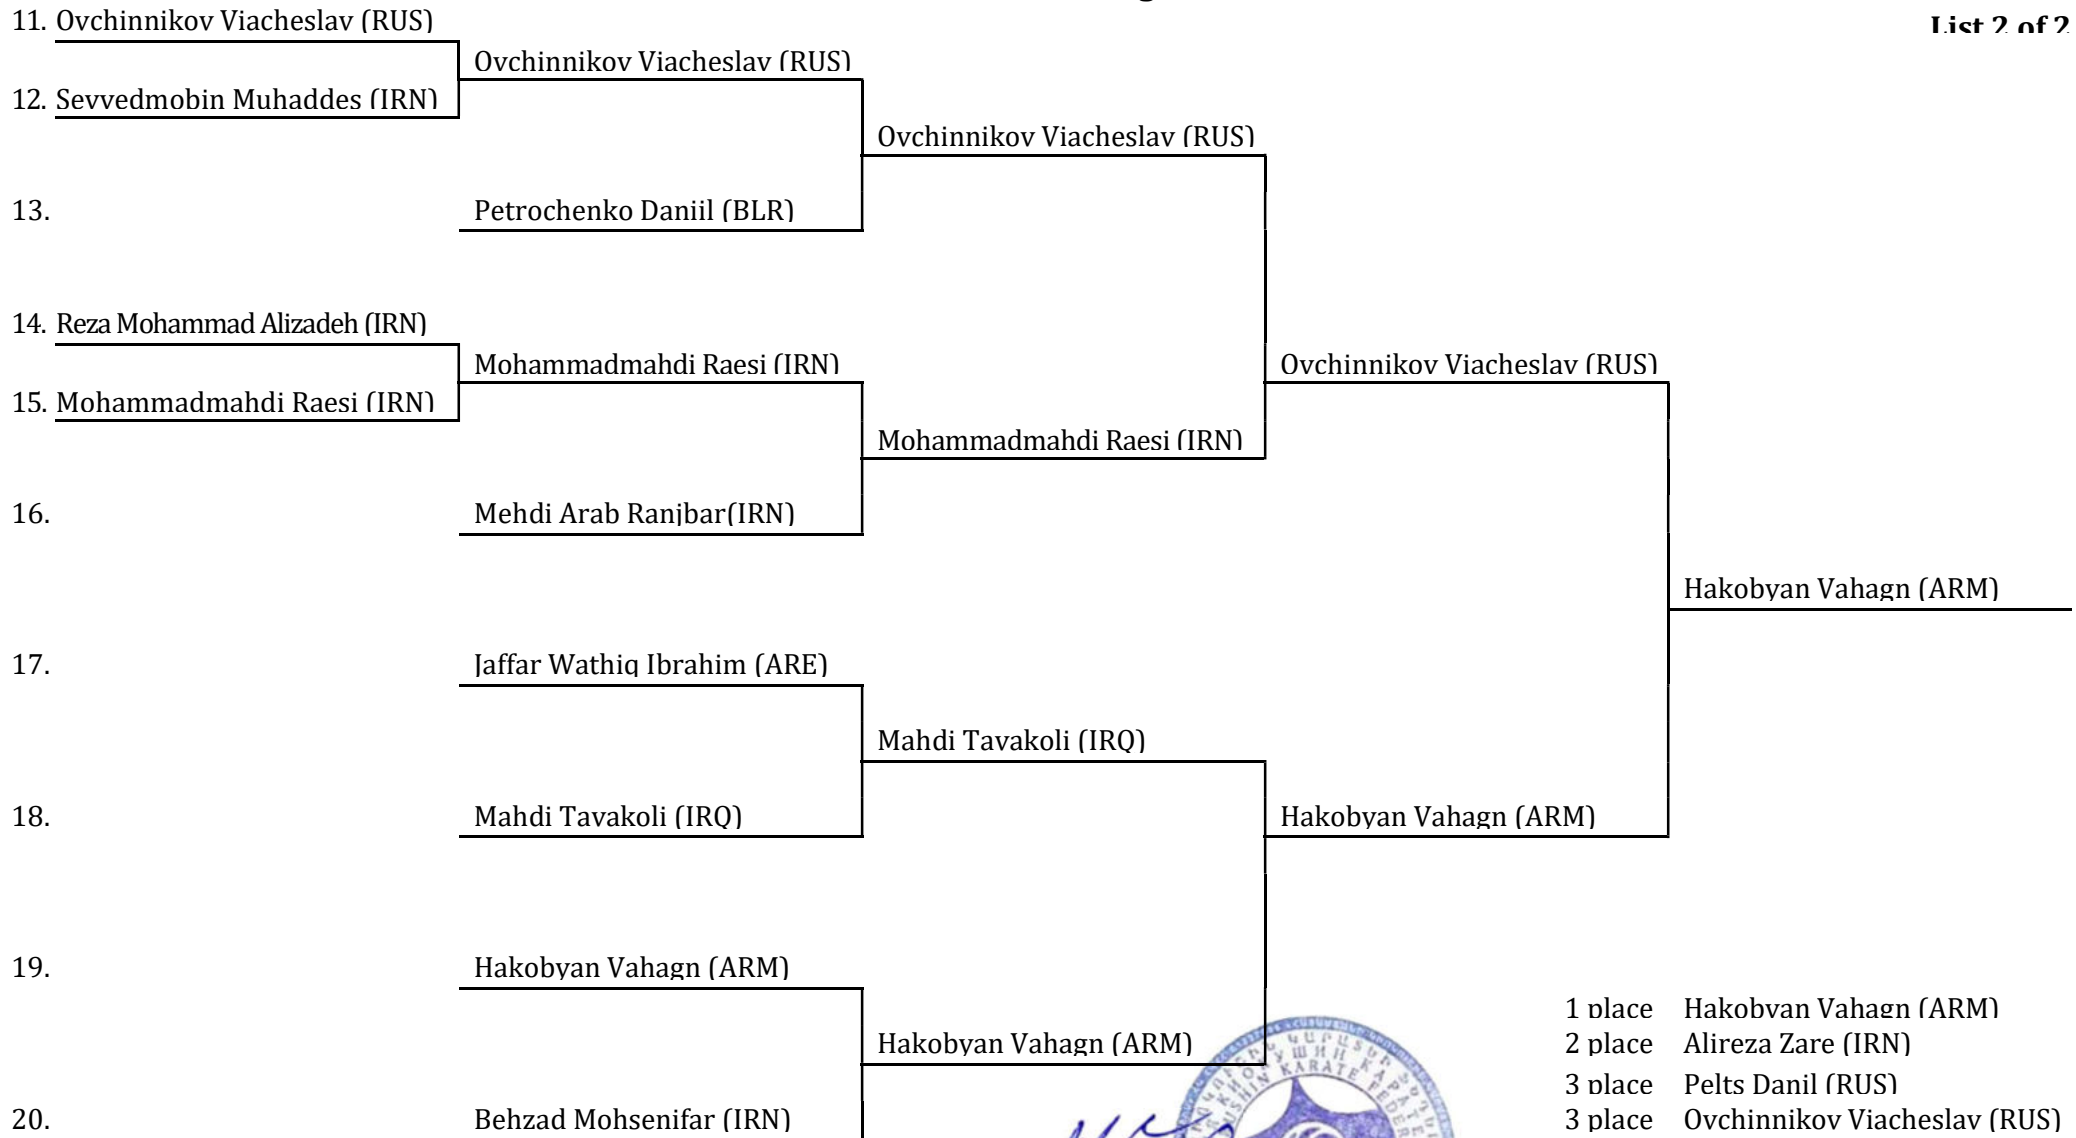 11. Ovchinnikov Viacheslav (RUS)
List 2 of 2
Ovchinnikov Viacheslav (RUS)
12. Sevvedmobin Muhaddes (IRN)
Ovchinnikov Viacheslav (RUS)
13. Petrochenko Daniil (BLR)
14. Reza Mohammad Alizadeh (IRN)
Mohammadmahdi Raesi (IRN)
Ovchinnikov Viacheslav (RUS)
15. Mohammadmahdi Raesi (IRN)
Mohammadmahdi Raesi (IRN)
16. Mehdi Arab Ranjbar(IRN)
Hakobyan Vahagn (ARM)
17. Jaffar Wathiq Ibrahim (ARE)
Mahdi Tavakoli (IRQ)
18. Mahdi Tavakoli (IRQ)
Hakobyan Vahagn (ARM)
19. Hakobyan Vahagn (ARM)
1 place Hakobyan Vahagn (ARM)
Hakobyan Vahagn (ARM)
2 place Alireza Zare (IRN)
3 place Pelts Danil (RUS)
20. Behzad Mohsenifar (IRN)
3 place Ovchinnikov Viacheslav (RUS)
KARATE